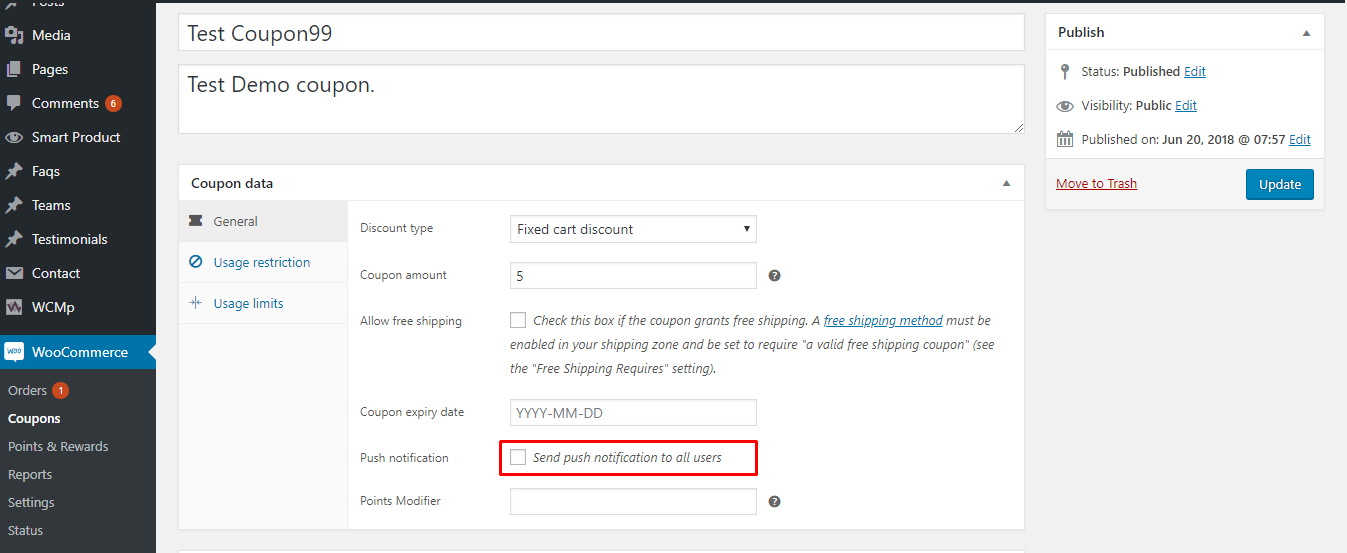 Posts
Media
Pages
Comments 6
Smart Product
Faqs
Teams
Testimonials
Contact
WCMp
WOO WooCommerce
Orders 1
Coupons
Points & Rewards
Reports
Settings
Status
Test Coupon99
Test Demo coupon.
Coupon data
General
Usage restriction
Usage limits
Discount type Fixed cart discount
Coupon amount 5
Allow free shipping Check this box if the coupon grants free shipping. A free shipping method must be
enabled in your shipping zone and be set to require "a valid free shipping coupon" (see
the "Free Shipping Requires" setting).
Coupon expiry date YYYY-MM-DD
Push notification Send push notification to all users
Points Modifier
Publish
Status: Published Edit
Visibility: Public Edit
Published on: Jun 20, 2018 @ 07:57 Edit
Move to Trash Update